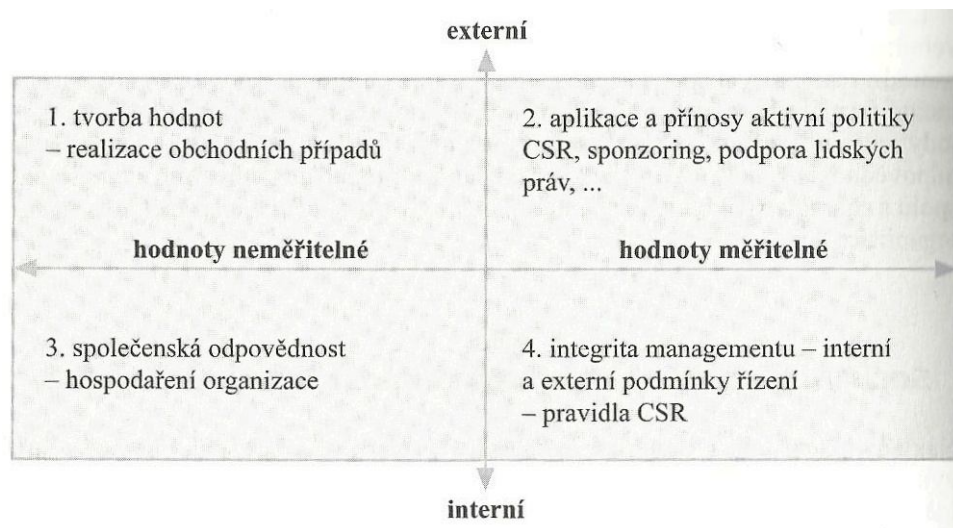 externí
1. tvorba hodnot
– realizace obchodních případů
2. aplikace a přínosy aktivní politiky
CSR, sponzoring, podpora lidských
práv, ...
hodnoty neměřitelné
hodnoty měřitelné
3. společenská odpovědnost
– hospodaření organizace
4. integrita managementu – interní
a externí podmínky řízení
– pravidla CSR
interní